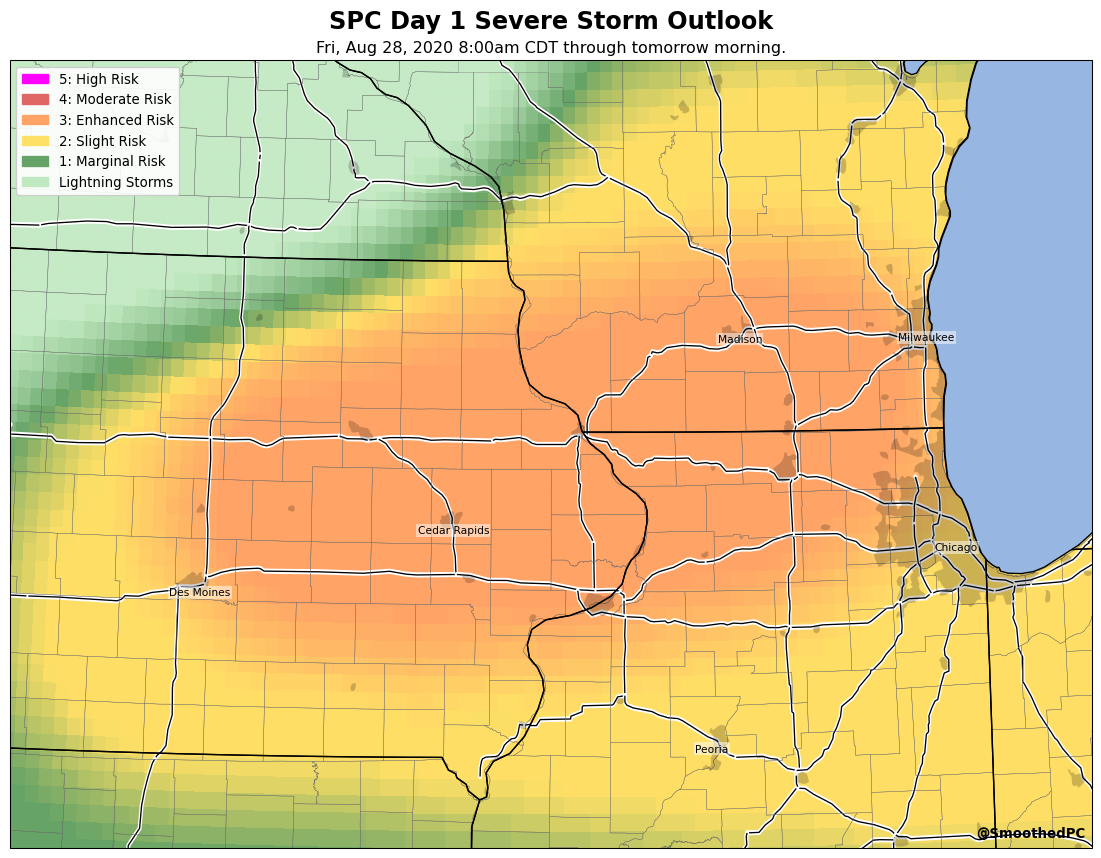 SPC Day 1 Severe Storm Outlook
Fri, Aug 28, 2020 8:00am CDT through tomorrow morning.
5: High Risk
4: Moderate Risk
3: Enhanced Risk
2: Slight Risk
1: Marginal Risk
Lightning Storms
Madison
Milwaukee
Cedar Rapids
Chicago
Des Moines
Peoria
@SmoothedPC